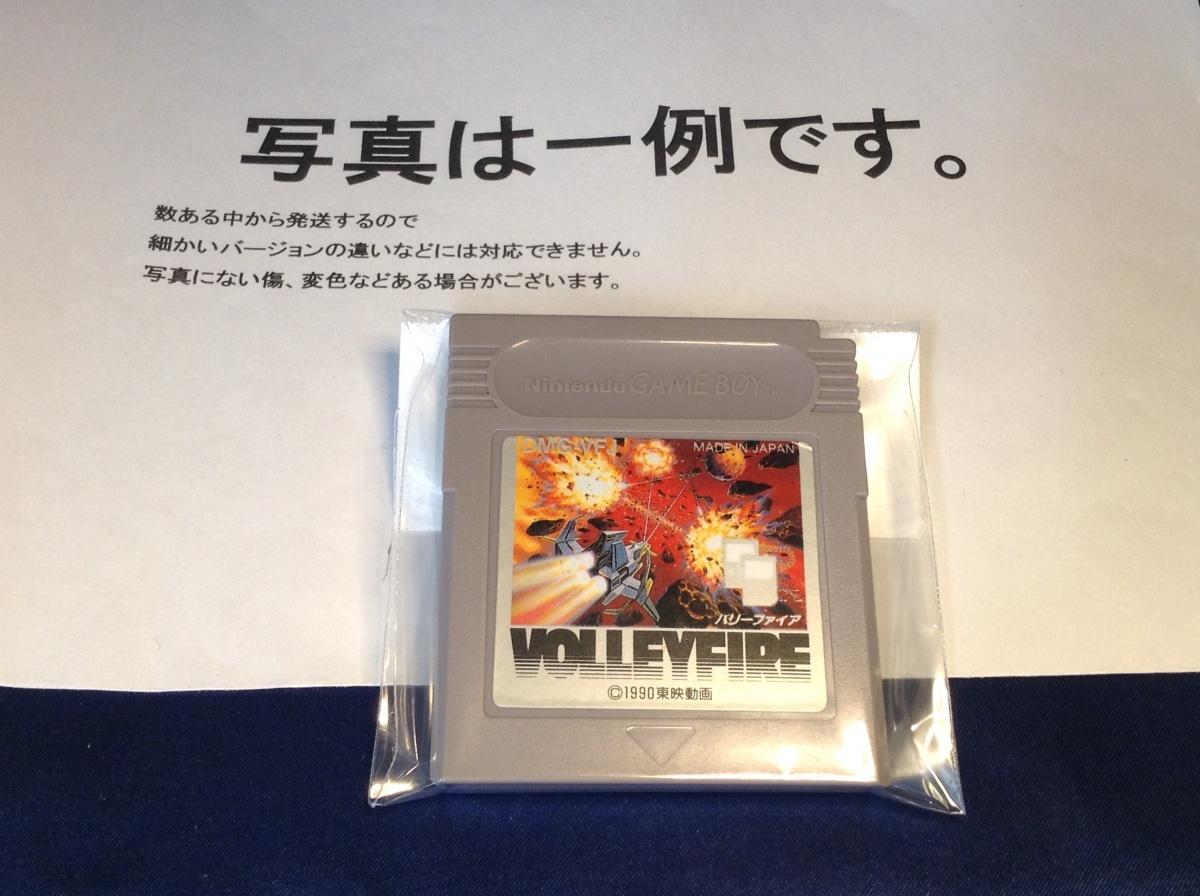 写真は一例です。
数ある中から発送するので
細かいバージョンの違いなどには対応できません。
写真にない傷、変色などある場合がございます。
Nintendo GAME BOY TM
DMG-VFJ MADE IN JAPAN
バリーファイア
VOLLEYFIRE
©1990東映動画